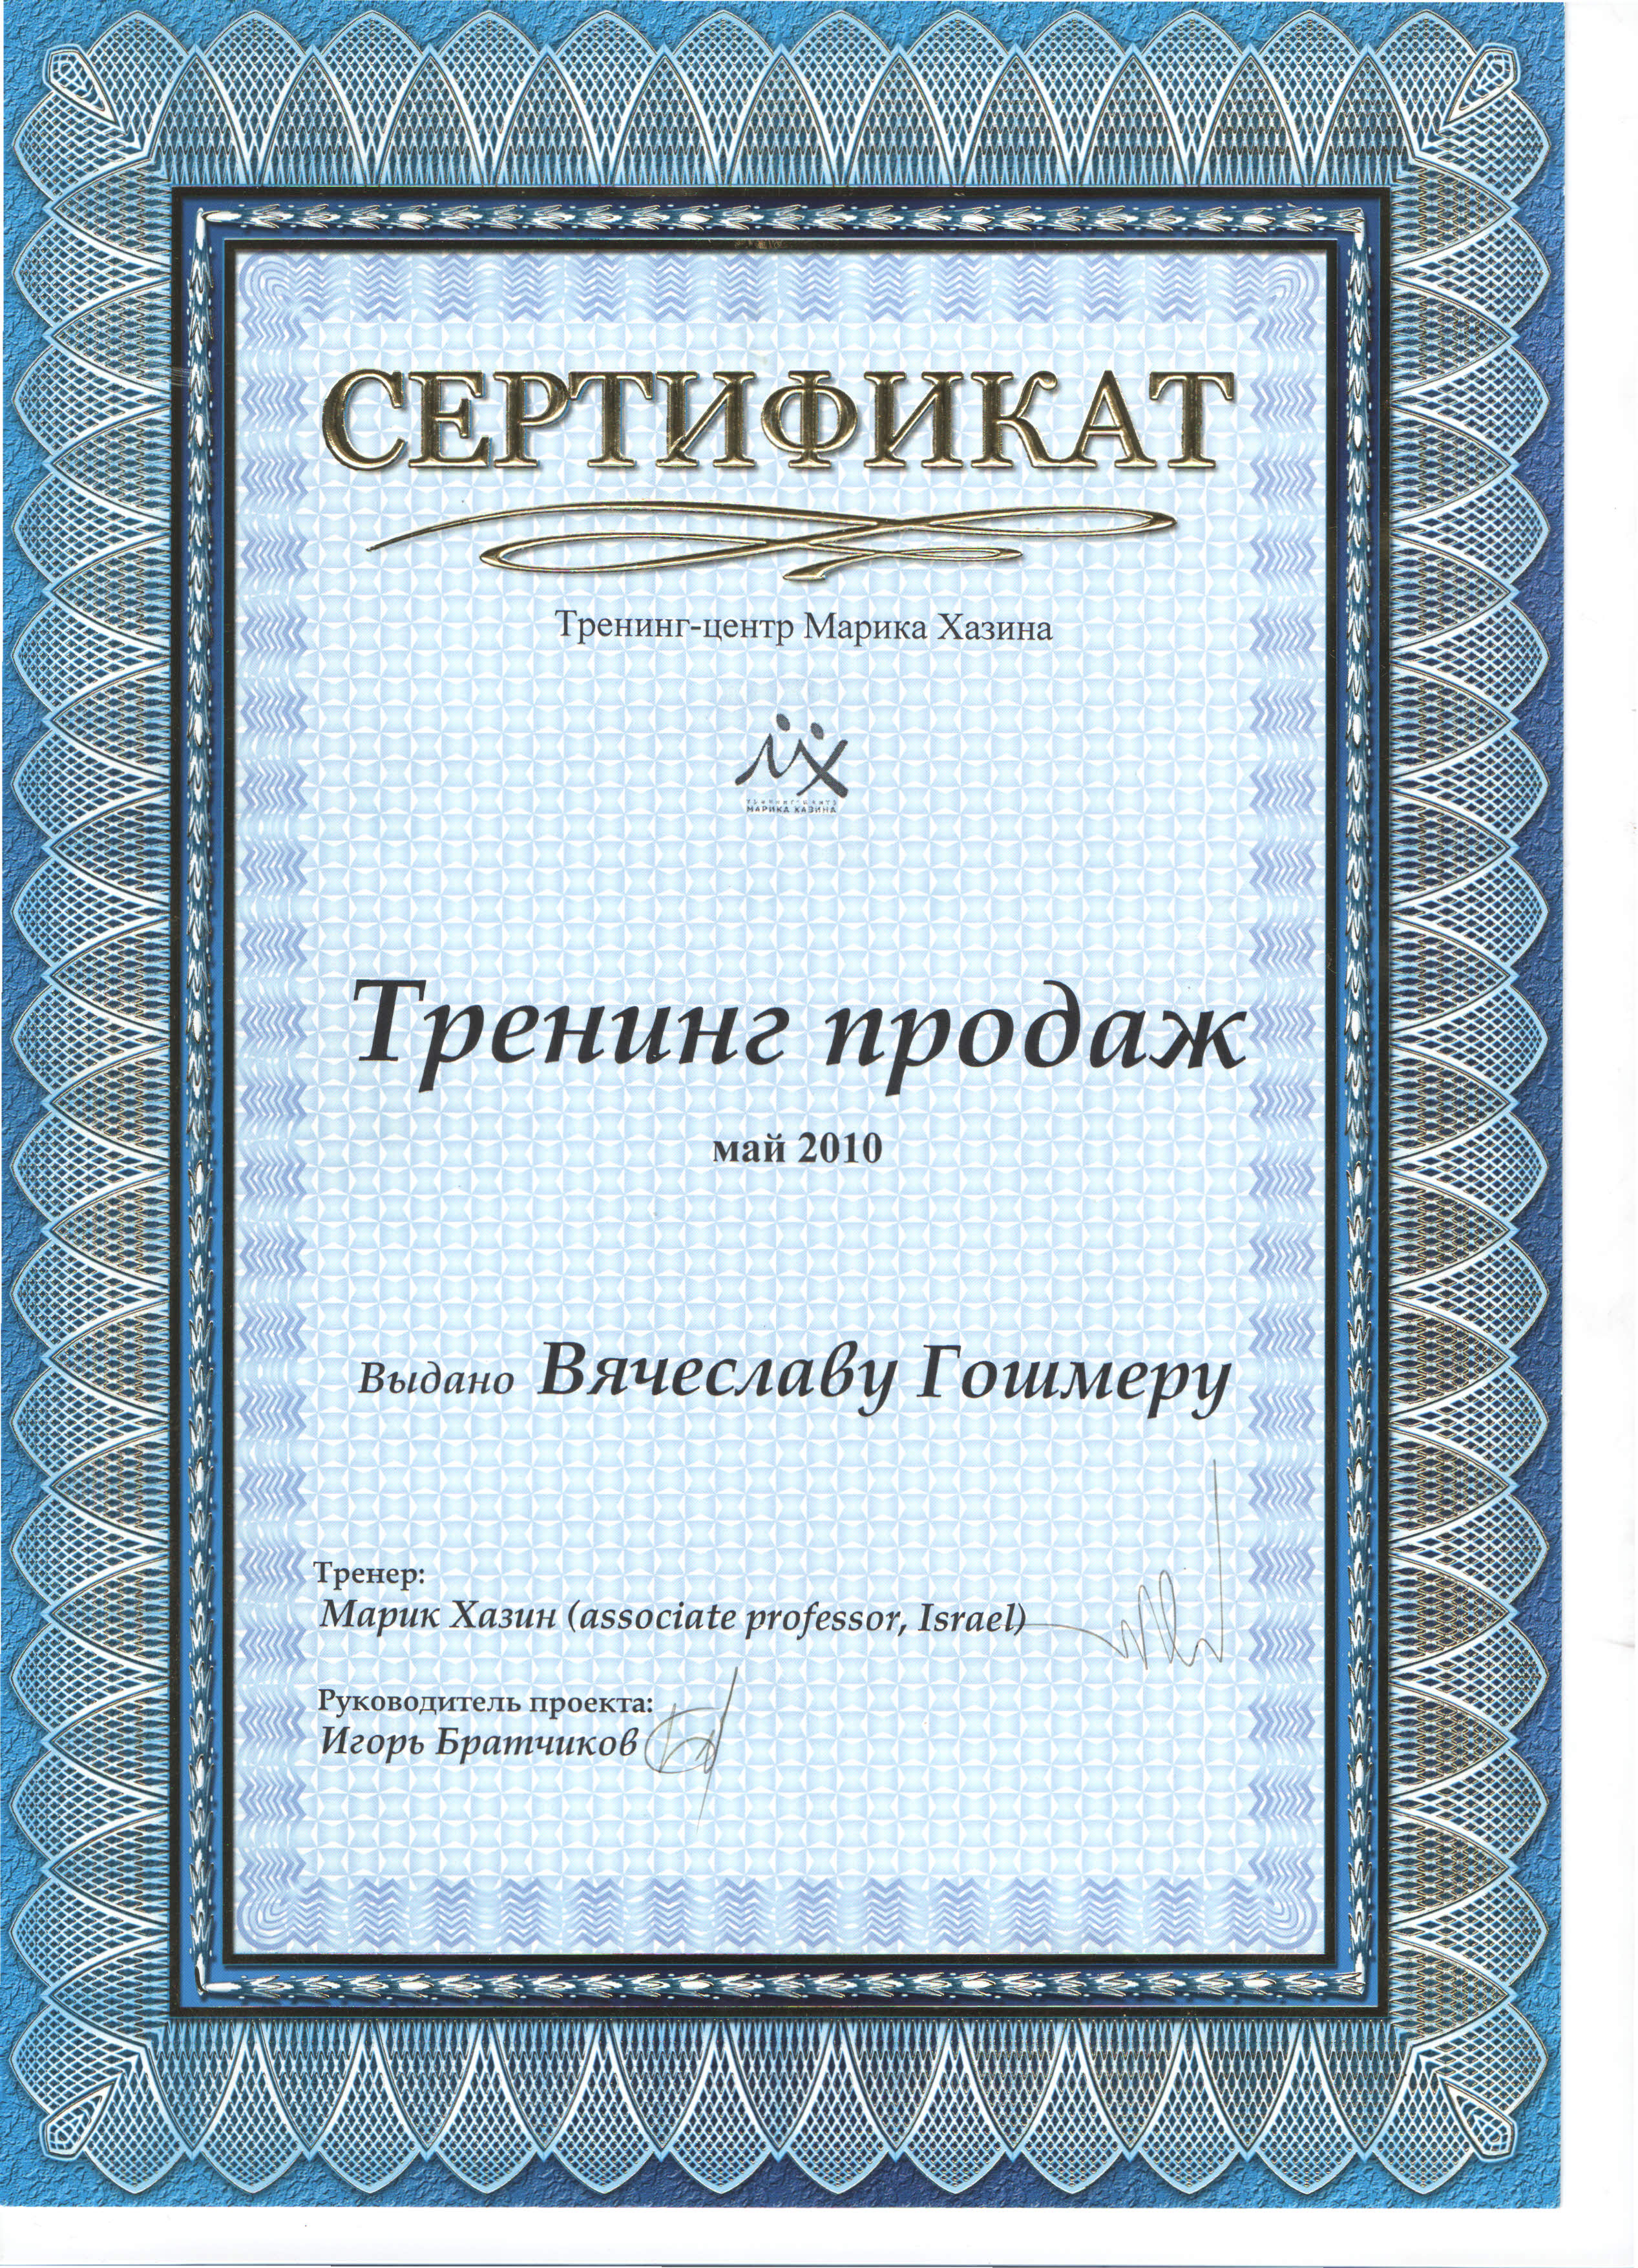 СЕРТИФИКАТ
Тренинг-центр Марика Хазина
МХ
ТРЕНИНГ-ЦЕНТР
МАРИКА ХАЗИНА
Тренинг продаж
май 2010
Выдано Вячеславу Гошмеру
Тренер:
Марик Хазин (associate professor, Israel)
Руководитель проекта:
Игорь Братчиков